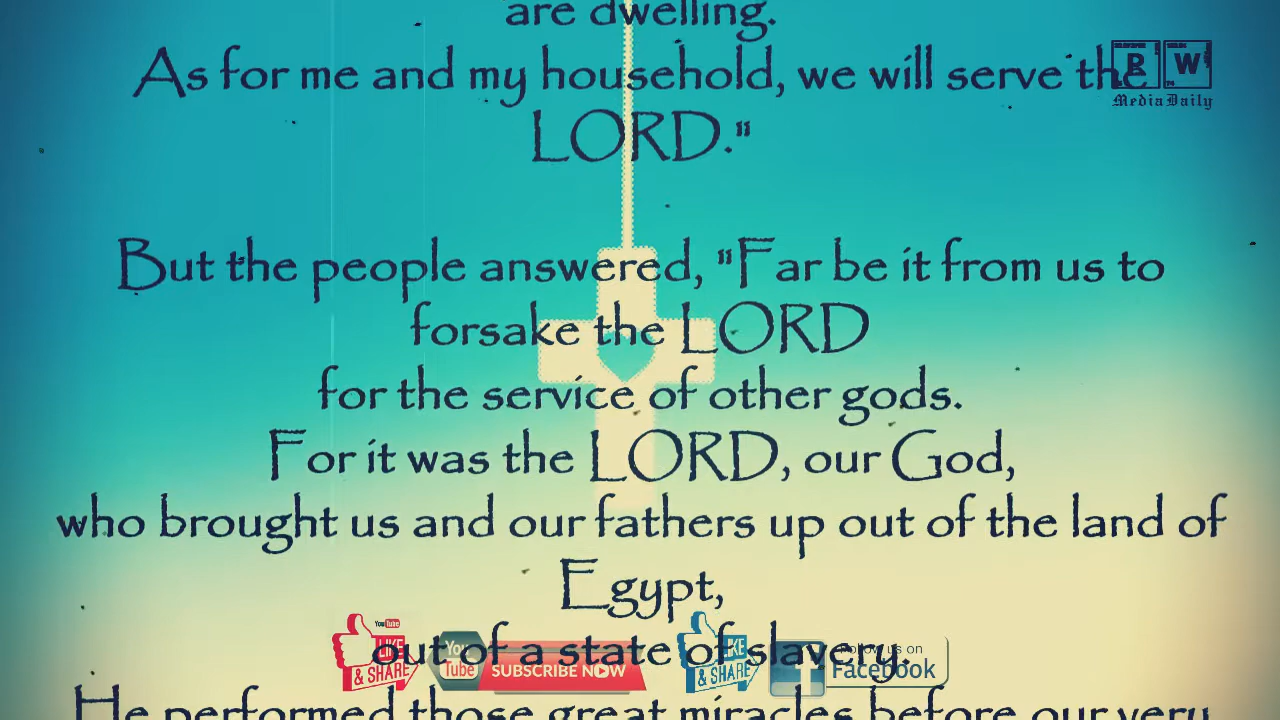 are dwelling.
As for me and my household, we will serve the
LORD."
R W
MediaDaily
But the people answered, "Far be it from us to
forsake the LORD
for the service of other gods.
For it was the LORD, our God,
who brought us and our fathers up out of the land of
Egypt,
out of a state of slavery.
YouTube
LIKE
& SHARE
You
Tube
SUBSCRIBE NOW
LIKE
& SHARE
Follow us on
Facebook
He performed those great miracles before our very